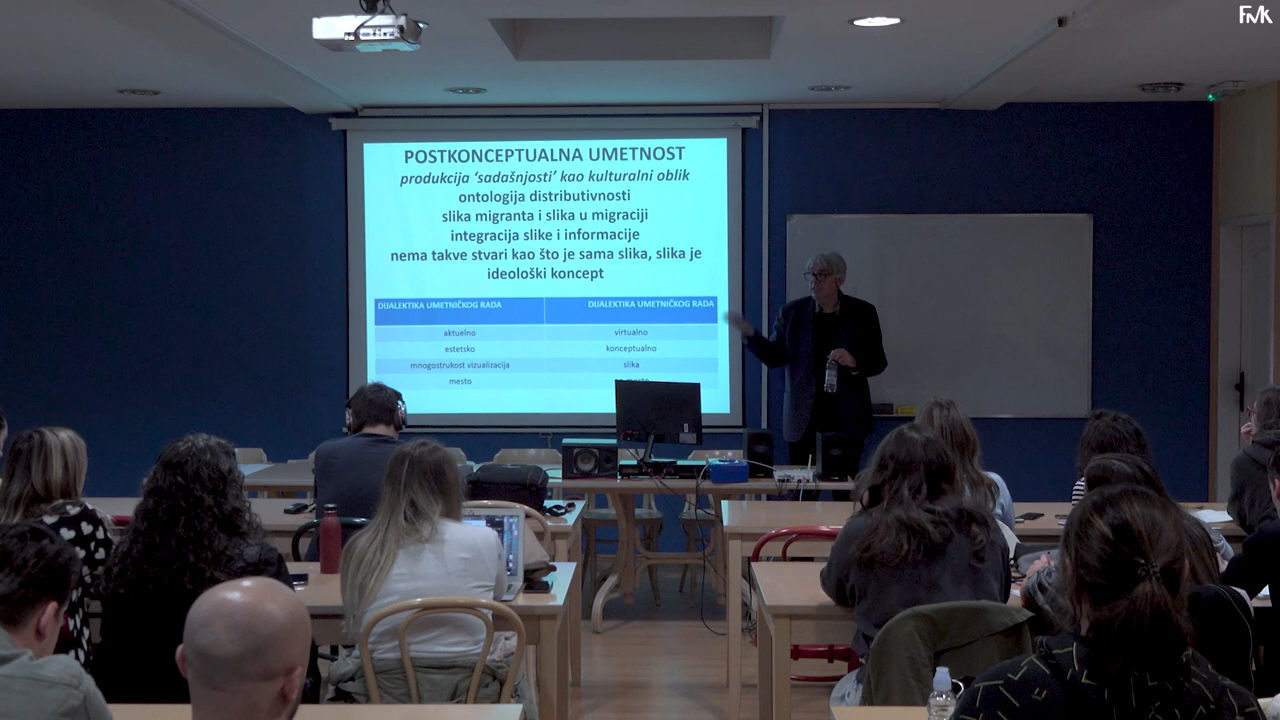 FMK
POSTKONCEPTUALNA UMETNOST
produkcija ‘sadašnjosti’ kao kulturalni oblik
ontologija distributivnosti
slika migranta i slika u migraciji
integracija slike i informacije
nema takve stvari kao što je sama slika, slika je
ideološki koncept
DIJALEKTIKA UMETNIČKOG RADA DIJALEKTIKA UMETNIČKOG RADA
aktuelno virtualno
estetsko konceptualno
mnogostrukost vizualizacija slika
mesto